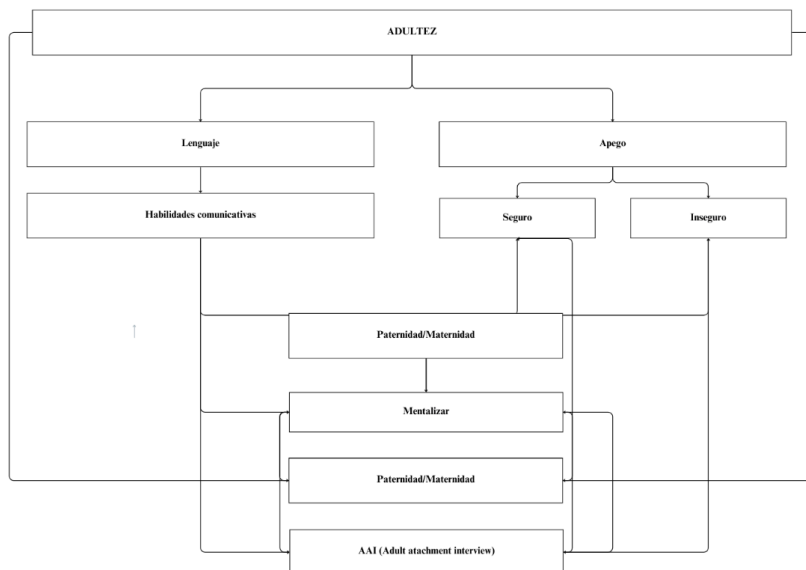 ADULTEZ
Lenguaje
Apego
Habilidades comunicativas
Seguro
Inseguro
Paternidad/Maternidad
Mentalizar
Paternidad/Maternidad
AAI (Adult atachment interview)